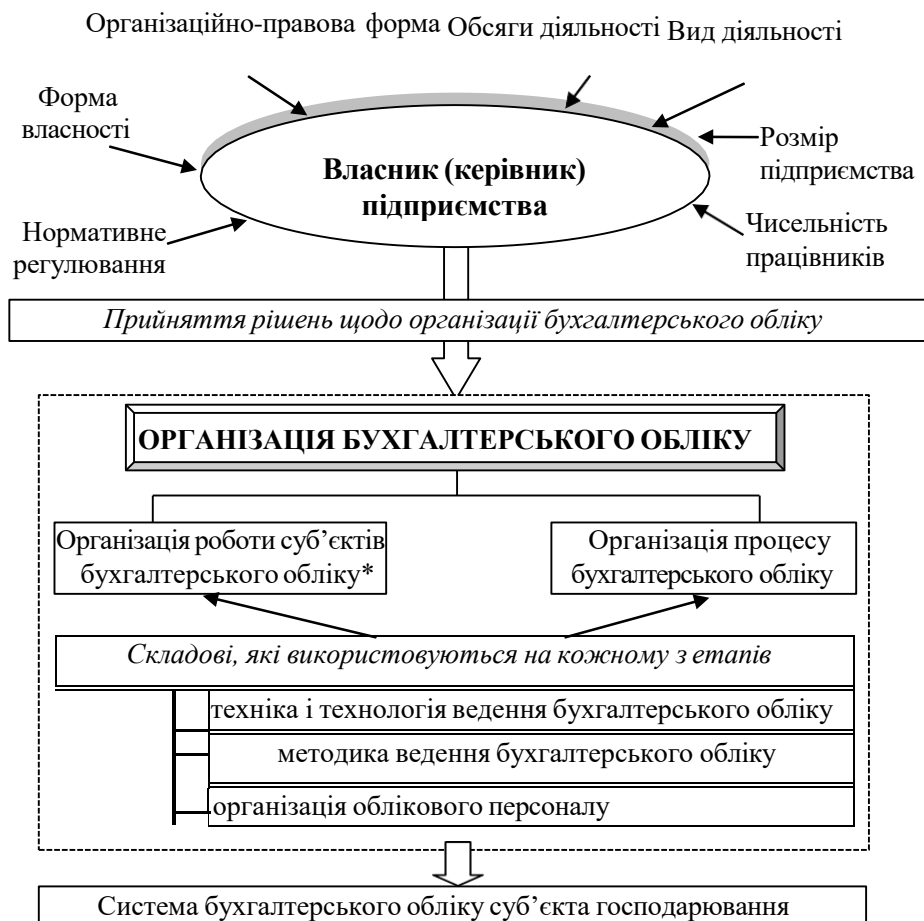 Організаційно-правова форма Обсяги діяльності Вид діяльності
Форма
власності
Розмір
підприємства
Власник (керівник)
підприємства
Нормативне
регулювання
Чисельність
працівників
Прийняття рішень щодо організації бухгалтерського обліку
ОРГАНІЗАЦІЯ БУХГАЛТЕРСЬКОГО ОБЛІКУ
Організація роботи суб’єктів
бухгалтерського обліку*
Організація процесу
бухгалтерського обліку
Складові, які використовуються на кожному з етапів
техніка і технологія ведення бухгалтерського обліку
методика ведення бухгалтерського обліку
організація облікового персоналу
Система бухгалтерського обліку суб’єкта господарювання